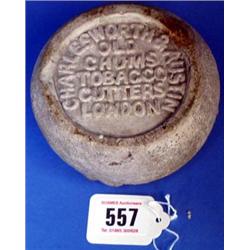 CHARLESWORTH & AUSTIN
OLD
CHUMS
TOBACCO
CUTTERS
LONDON
557